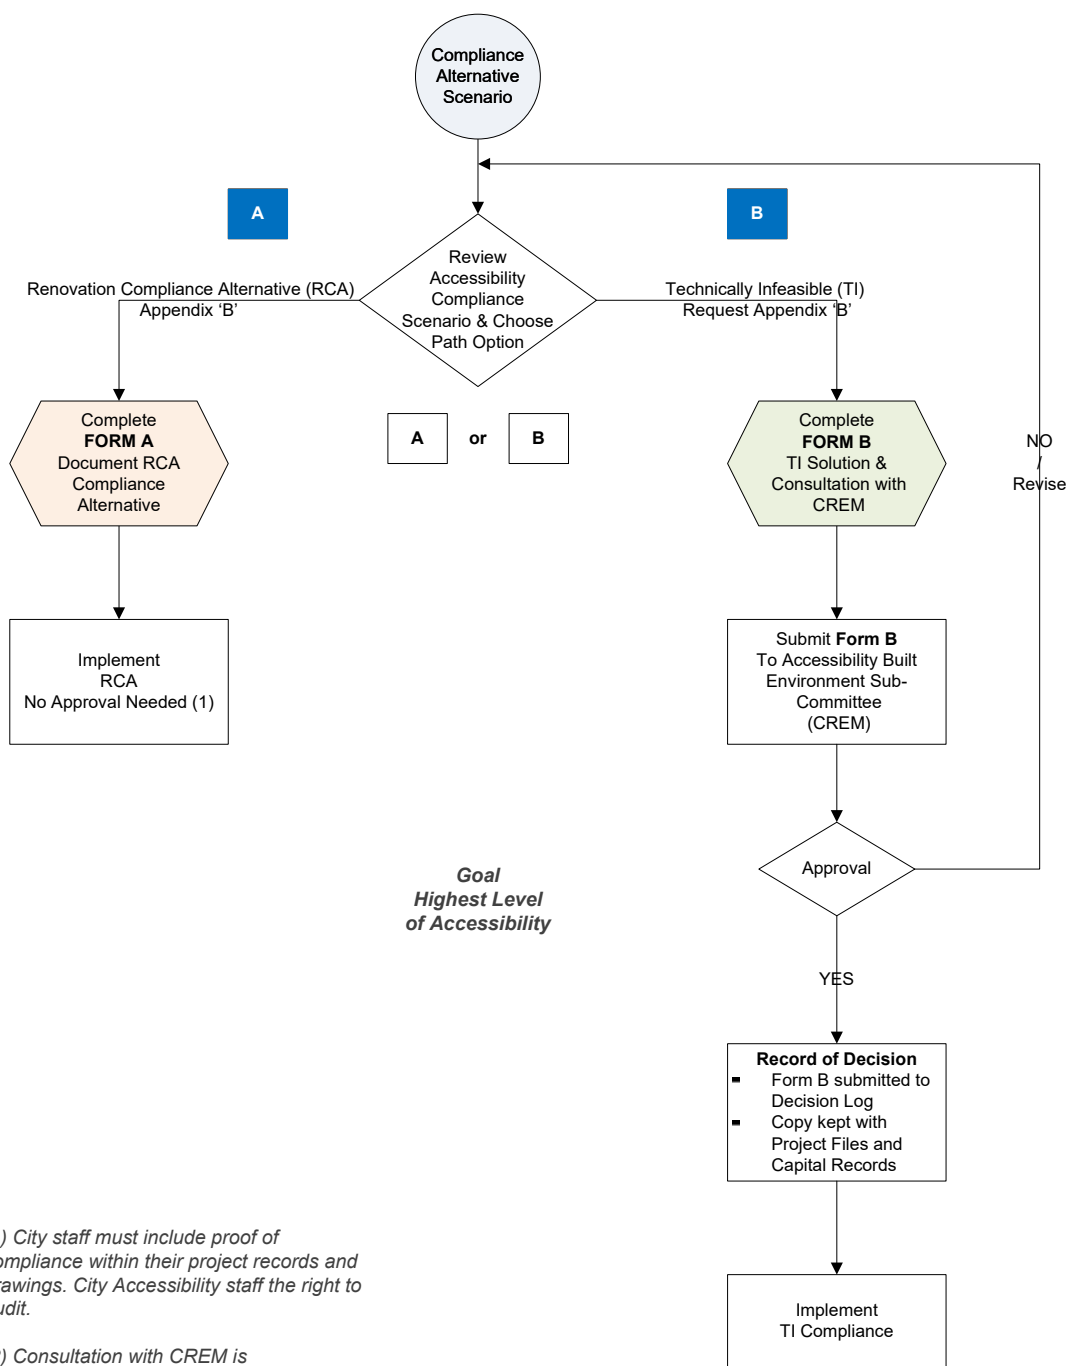 Compliance
Alternative
Scenario
A
B
Review
Accessibility
Compliance
Scenario & Choose
Path Option
Renovation Compliance Alternative (RCA)
Appendix ‘B’
Technically Infeasible (TI)
Request Appendix ‘B’
A or B
Complete
FORM A
Document RCA
Compliance
Alternative
Complete
FORM B
TI Solution &
Consultation with
CREM
NO
/
Revise
Implement
RCA
No Approval Needed (1)
Submit Form B
To Accessibility Built
Environment Sub-
Committee
(CREM)
Approval
Goal
Highest Level
of Accessibility
YES
Record of Decision
Form B submitted to
Decision Log
Copy kept with
Project Files and
Capital Records
) City staff must include proof of
ompliance within their project records and
rawings. City Accessibility staff the right to
udit.
) Consultation with CREM is
Implement
TI Compliance